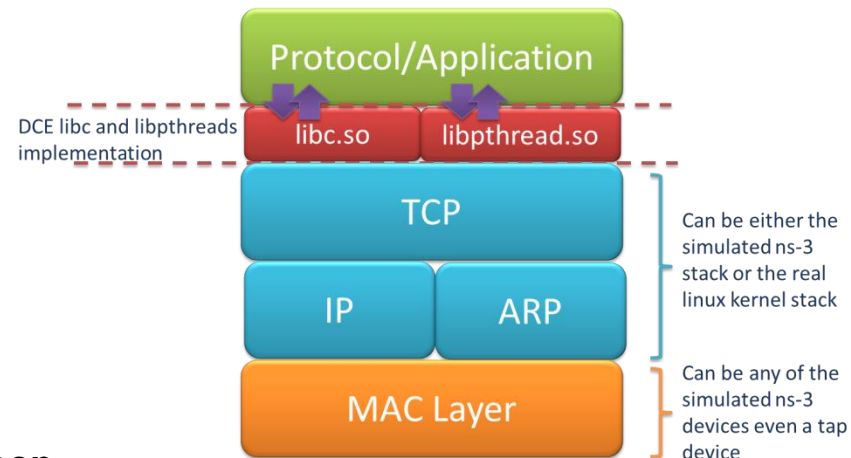 Protocol/Application
DCE libc and libpthreads
implementation
libc.so
libpthread.so
TCP
Can be either the
simulated ns-3
stack or the real
linux kernel stack
IP
ARP
MAC Layer
Can be any of the
simulated ns-3
devices even a tap
device